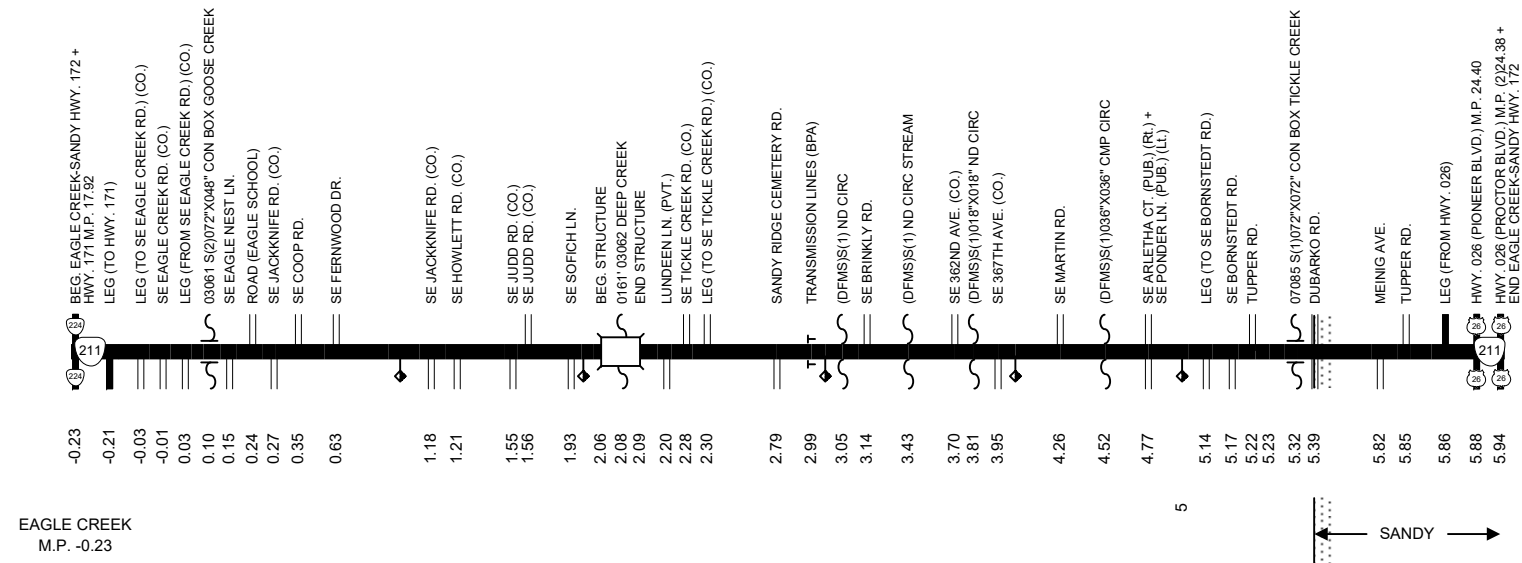 BEG. EAGLE CREEK-SANDY HWY. 172 +
HWY. 171 M.P. 17.92
LEG (TO HWY. 171)
LEG (TO SE EAGLE CREEK RD.) (CO.)
SE EAGLE CREEK RD. (CO.)
LEG (FROM SE EAGLE CREEK RD.) (CO.)
03061 S(2)072"X048" CON BOX GOOSE CREEK
SE EAGLE NEST LN.
ROAD (EAGLE SCHOOL)
SE JACKNIFE RD. (CO.)
SE COOP RD.
SE FERNWOOD DR.
SE JACKKNIFE RD. (CO.)
SE HOWLETT RD. (CO.)
SE JUDD RD. (CO.)
SE JUDD RD. (CO.)
SE SOFICH LN.
BEG. STRUCTURE
0161' 03062 DEEP CREEK
END STRUCTURE
LUNDEEN LN. (PVT.)
SE TICKLE CREEK RD. (CO.)
LEG (TO SE TICKLE CREEK RD.) (CO.)
SANDY RIDGE CEMETERY RD.
TRANSMISSION LINES (BPA)
(DFMS)S(1) ND CIRC
SE BRINKLY RD.
(DFMS)S(1) ND CIRC STREAM
SE 362ND AVE. (CO.)
(DFMS)S(1)018"X018" ND CIRC
SE 367TH AVE. (CO.)
SE MARTIN RD.
(DFMS)S(1)036"X036" CMP CIRC
SE ARLETHA CT. (PUB.) (Rt.) +
SE PONDER LN. (PUB.) (Lt.)
LEG (TO SE BORNSTEDT RD.)
SE BORNSTEDT RD.
TUPPER RD.
07085 S(1)072"X072" CON BOX TICKLE CREEK
DUBARKO RD.
MEINIG AVE.
TUPPER RD.
LEG (FROM HWY. 026)
HWY. 026 (PIONEER BLVD.) M.P. 24.40
HWY. 026 (PROCTOR BLVD.) M.P. (2)24.38 +
END EAGLE CREEK-SANDY HWY. 172
224
26
26
211
211
224
26
26
-0.23
-0.21
-0.03
-0.01
0.03
0.10
0.15
0.24
0.27
0.35
0.63
1.18
1.21
1.55
1.56
1.93
2.06
2.08
2.09
2.20
2.28
2.30
2.79
2.99
3.05
3.14
3.43
3.70
3.81
3.95
4.26
4.52
4.77
5.14
5.17
5.22
5.23
5.32
5.39
5.82
5.85
5.86
5.88
5.94
5
EAGLE CREEK
M.P. -0.23
SANDY